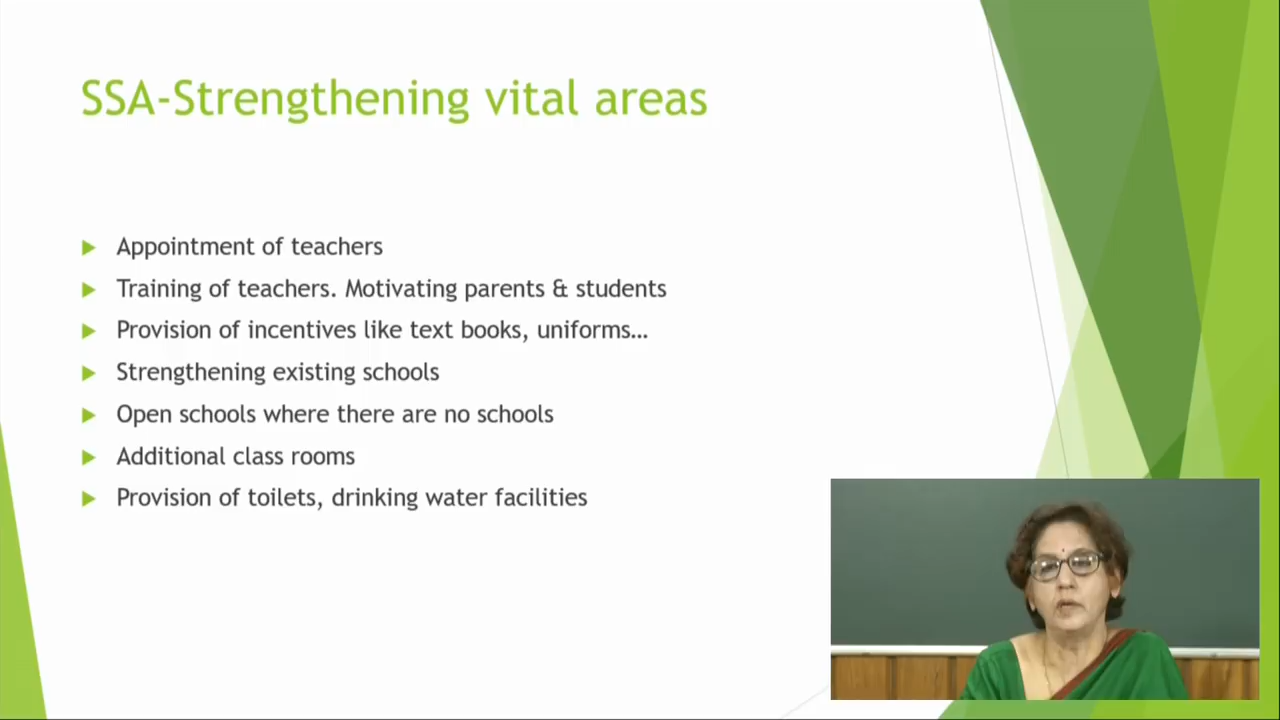 SSA-Strengthening vital areas
Appointment of teachers
Training of teachers. Motivating parents & students
Provision of incentives like text books, uniforms…
Strengthening existing schools
Open schools where there are no schools
Additional class rooms
Provision of toilets, drinking water facilities